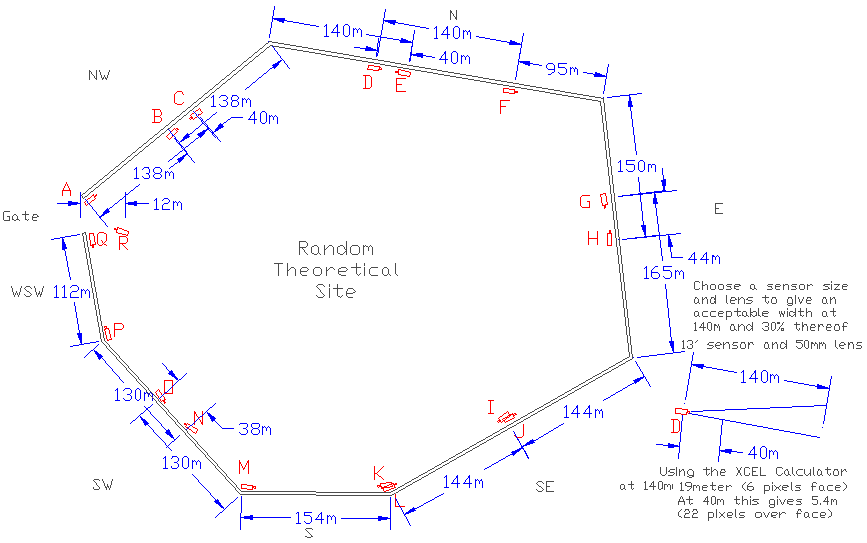 N
140m
140m
40m
95m
D
E
F
NW
C
B
138m
40m
138m
A
12m
Gate
Q
R
150m
G
H
E
44m
165m
Random
Theoretical
Site
WSW
112m
P
130m
O
N
38m
130m
SW
M
154m
S
K
L
144m
SE
I
J
144m
Choose a sensor size
and lens to give an
acceptable width at
140m and 30% thereof
13' sensor and 50mm lens
140m
D
40m
Using the XCEL Calculator
at 140m 19meter (6 pixels face)
At 40m this gives 5.4m
(22 pixels over face)